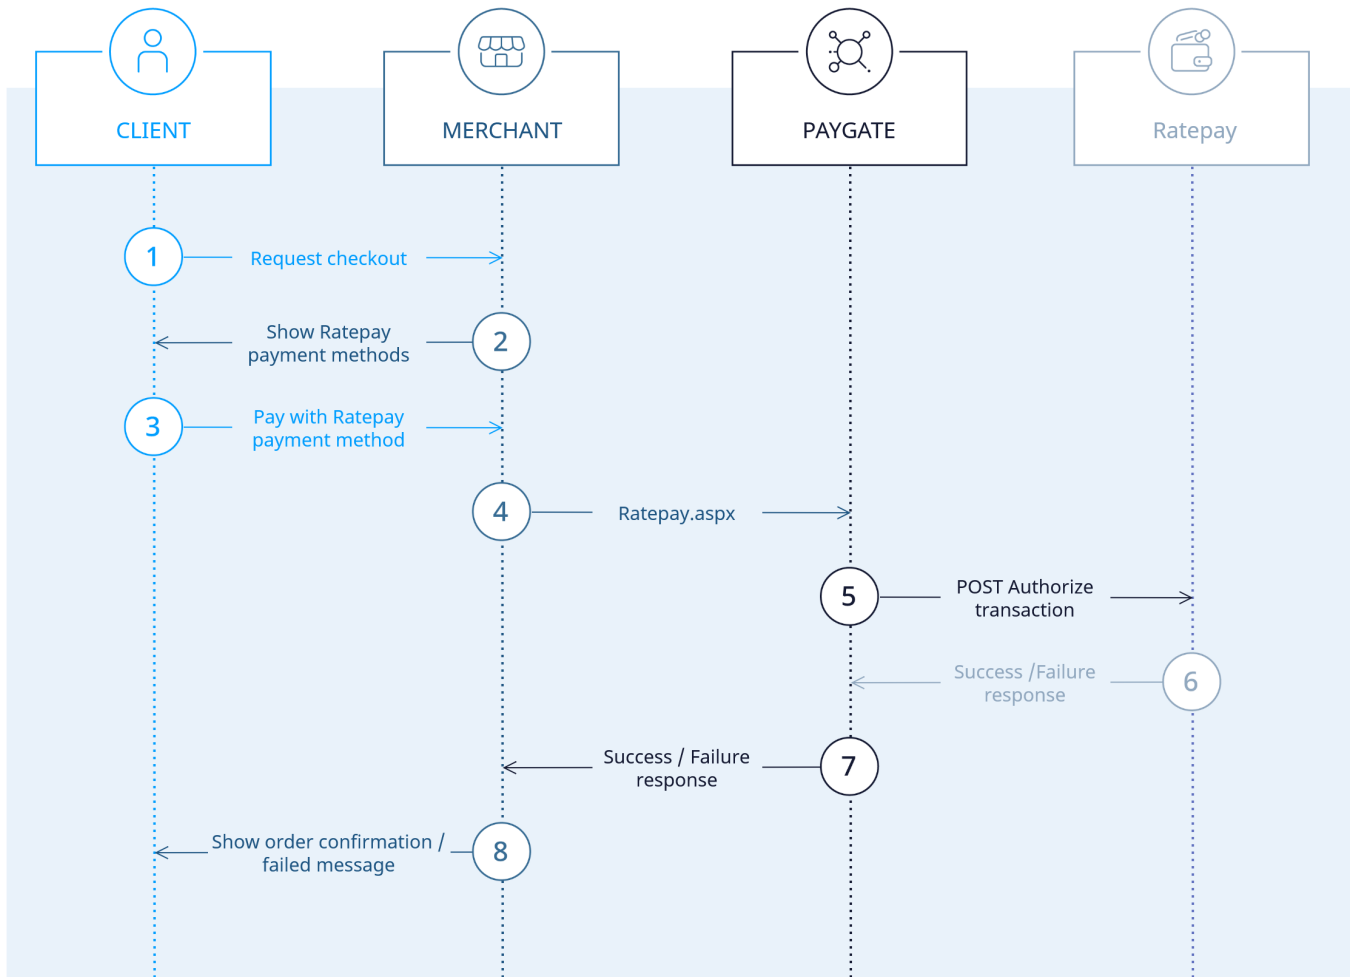 CLIENT
MERCHANT
PAYGATE
Ratepay
1
Request checkout
Show Ratepay
payment methods
2
3
Pay with Ratepay
payment method
4
Ratepay.aspx
5
POST Authorize
transaction
Success /Failure
response
6
Success / Failure
response
7
Show order confirmation /
failed message
8